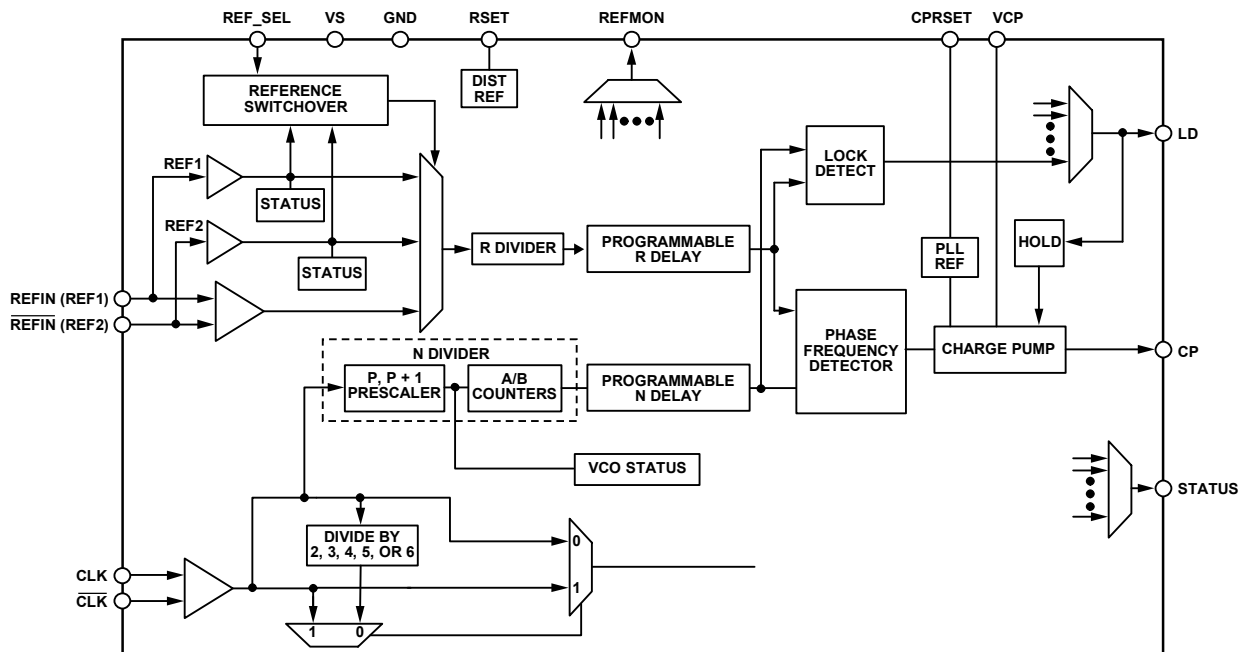 REF_SEL
VS
GND
RSET
REFMON
CPRSET
VCP
REFERENCE
SWITCHOVER
DIST
REF
REF1
STATUS
LOCK
DETECT
LD
REF2
STATUS
R DIVIDER
PROGRAMMABLE
R DELAY
PLL
REF
HOLD
REFIN (REF1)
REFIN (REF2)
N DIVIDER
P, P + 1
PRESCALER
A/B
COUNTERS
PROGRAMMABLE
N DELAY
PHASE
FREQUENCY
DETECTOR
CHARGE PUMP
CP
VCO STATUS
STATUS
DIVIDE BY
2, 3, 4, 5, OR 6
0
CLK
CLK
1
1
0